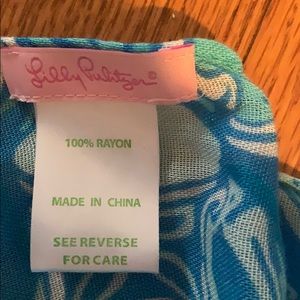 Lilly Pulitzer®
100% RAYON
MADE IN CHINA
SEE REVERSE
FOR CARE